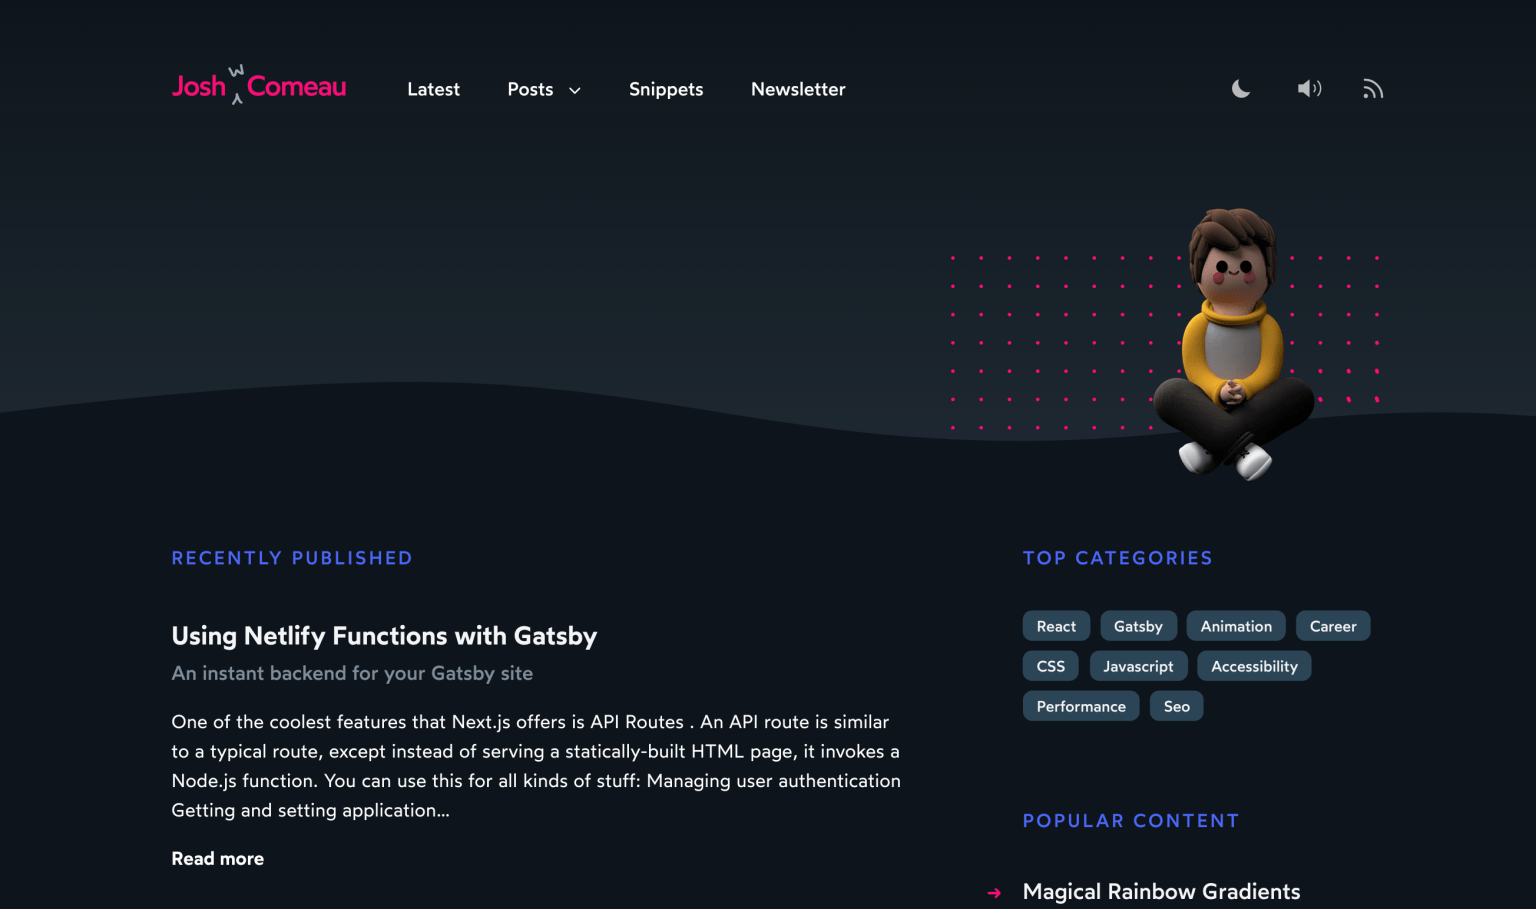 Josh W Comeau
Latest
Posts
Snippets
Newsletter
RECENTLY PUBLISHED
Using Netlify Functions with Gatsby
An instant backend for your Gatsby site
One of the coolest features that Next.js offers is API Routes . An API route is similar
to a typical route, except instead of serving a statically-built HTML page, it invokes a
Node.js function. You can use this for all kinds of stuff: Managing user authentication
Getting and setting application...
Read more
TOP CATEGORIES
React Gatsby Animation Career
CSS Javascript Accessibility
Performance Seo
POPULAR CONTENT
→ Magical Rainbow Gradients